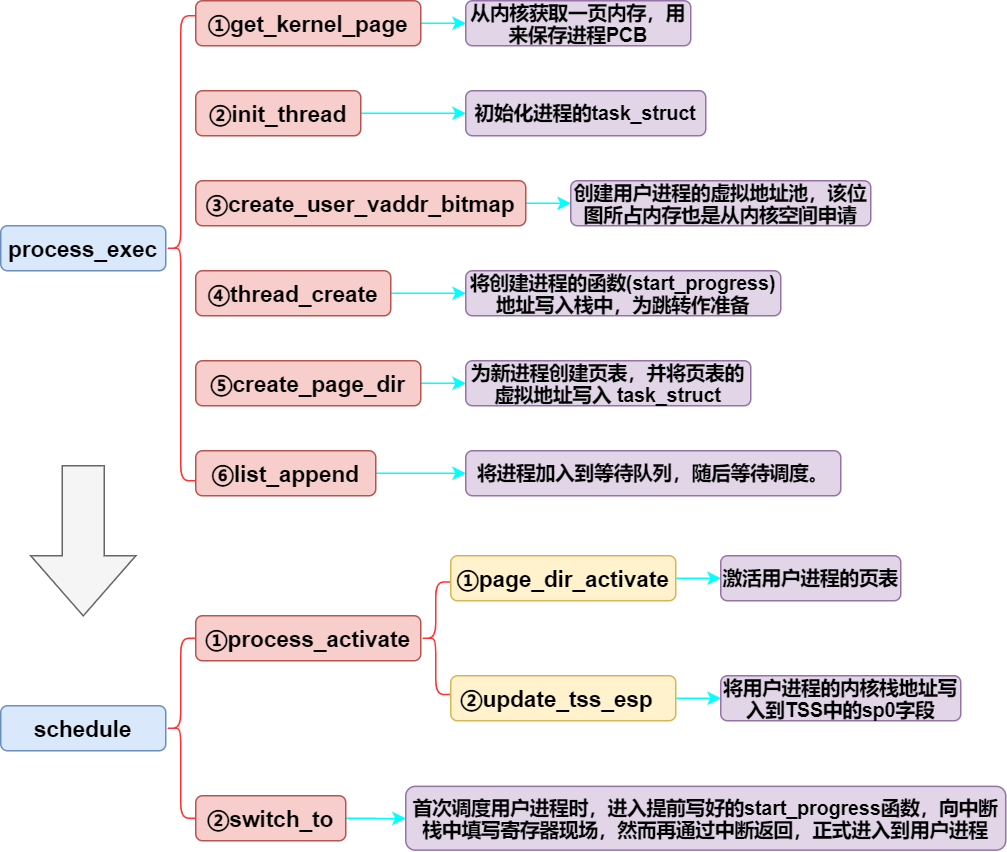 ①get_kernel_page
从内核获取一页内存，用
来保存进程PCB
②init_thread
初始化进程的task_struct
③create_user_vaddr_bitmap
创建用户进程的虚拟地址池，该位
图所占内存也是从内核空间申请
process_exec
④thread_create
将创建进程的函数(start_progress)
地址写入栈中，为跳转作准备
⑤create_page_dir
为新进程创建页表，并将页表的
虚拟地址写入 task_struct
⑥list_append
将进程加入到等待队列，随后等待调度。
①page_dir_activate
激活用户进程的页表
①process_activate
②update_tss_esp
将用户进程的内核栈地址写
入到TSS中的sp0字段
schedule
②switch_to
首次调度用户进程时，进入提前写好的start_progress函数，向中断
栈中填写寄存器现场，然而再通过中断返回，正式进入到用户进程